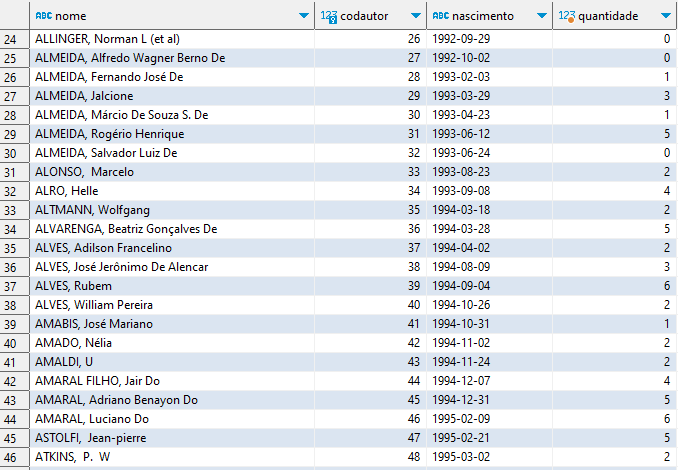 ABC nome 123 codautor ABC nascimento 123 quantidade
24 ALLINGER, Norman L (et al) 26 1992-09-29 0
25 ALMEIDA, Alfredo Wagner Berno De 27 1992-10-02 0
26 ALMEIDA, Fernando José De 28 1993-02-03 1
27 ALMEIDA, Jalcione 29 1993-03-29 3
28 ALMEIDA, Márcio De Souza S. De 30 1993-04-23 1
29 ALMEIDA, Rogério Henrique 31 1993-06-12 5
30 ALMEIDA, Salvador Luiz De 32 1993-06-24 0
31 ALONSO,  Marcelo 33 1993-08-23 2
32 ALRO, Helle 34 1993-09-08 4
33 ALTMANN, Wolfgang 35 1994-03-18 2
34 ALVARENGA, Beatriz Gonçalves De 36 1994-03-28 5
35 ALVES, Adilson Francelino 37 1994-04-02 2
36 ALVES, José Jerônimo De Alencar 38 1994-08-09 3
37 ALVES, Rubem 39 1994-09-04 6
38 ALVES, William Pereira 40 1994-10-26 2
39 AMABIS, José Mariano 41 1994-10-31 1
40 AMADO, Nélia 42 1994-11-02 2
41 AMALDI, U 43 1994-11-24 2
42 AMARAL FILHO, Jair Do 44 1994-12-07 4
43 AMARAL, Adriano Benayon Do 45 1994-12-31 5
44 AMARAL, Luciano Do 46 1995-02-09 6
45 ASTOLFI,  Jean-pierre 47 1995-02-21 5
46 ATKINS,  P.  W 48 1995-03-02 2